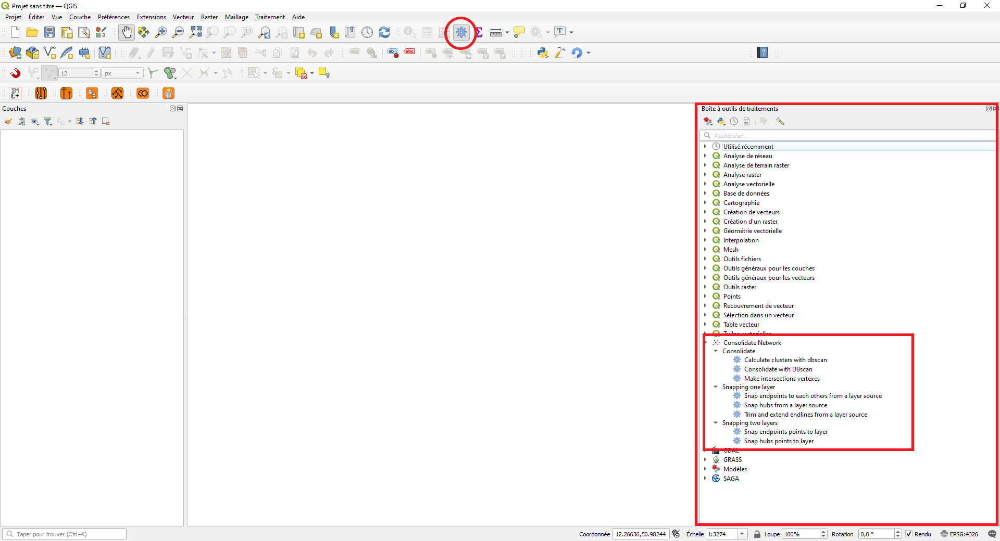 Projet sans titre — QGIS
Projet Éditer Vue Couche Préférences Extensions Vecteur Raster Maillage Traitement Aide
12 px
Couches
Boîte à outils de traitements
Rechercher...
Utilisé récemment
Analyse de réseau
Analyse de terrain raster
Analyse raster
Analyse vectorielle
Base de données
Cartographie
Création de vecteurs
Création d'un raster
Géométrie vectorielle
Interpolation
Mesh
Outils fichiers
Outils généraux pour les couches
Outils généraux pour les vecteurs
Outils raster
Points
Recouvrement de vecteur
Sélection dans un vecteur
Table vecteur
Tuiles vectorielles
Consolidate Network
Consolidate
Calculate clusters with dbscan
Consolidate with DBscan
Make intersections vertexes
Snapping one layer
Snap endpoints to each others from a layer source
Snap hubs from a layer source
Trim and extend endlines from a layer source
Snapping two layers
Snap endpoints points to layer
Snap hubs points to layer
GDAL
GRASS
Modèles
SAGA
Taper pour trouver (Ctrl+K)
Coordonnée 12.26636,50.98244 Échelle 1:3274 Loupe 100% Rotation 0,0 ° Rendu EPSG:4326